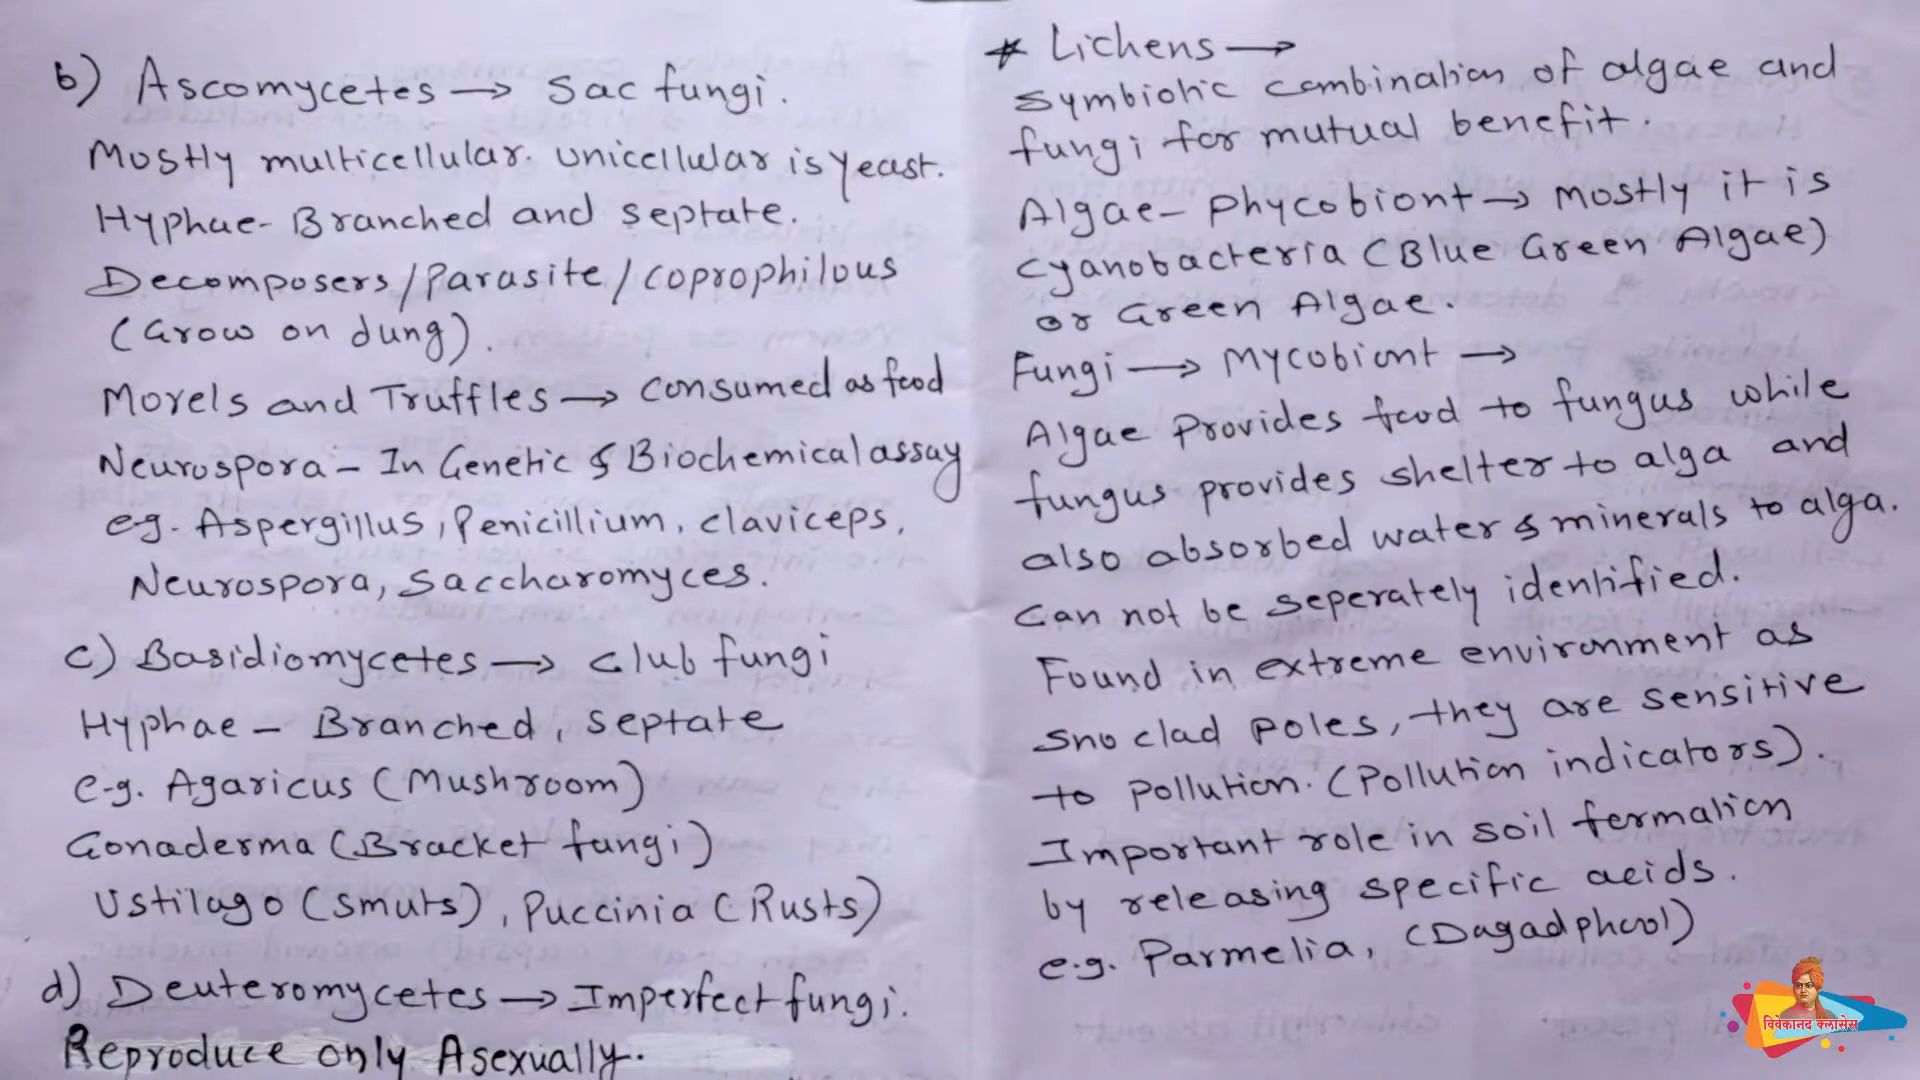 b) Ascomycetes → Sac fungi.
Mostly multicellular. Unicellular is yeast.
Hyphae - Branched and septate.
Decomposers/Parasite/coprophilous
(Grow on dung).
Morels and Truffles → consumed as food
Neurospora - In Genetic & Biochemical assay
eg. Aspergillus, Penicillium, claviceps,
Neurospora, Saccharomyces.
c) Basidiomycetes → Club fungi
Hyphae - Branched, septate
e-g. Agaricus (Mushroom)
Gonaderma (Bracket fungi)
Ustilago (Smuts), Puccinia (Rusts)
d) Deuteromycetes → Imperfect fungi.
Reproduce only Asexually.
* Lichens →
Symbiotic combination of algae and
fungi for mutual benefit.
Algae - Phycobiont → Mostly it is
cyanobacteria (Blue Green Algae)
or Green Algae.
Fungi → Mycobiont →
Algae provides food to fungus while
fungus provides shelter to alga and
also absorbed water & minerals to alga.
Can not be seperately identified.
Found in extreme environment as
sno clad poles, they are sensitive
to pollution. (Pollution indicators).
Important role in soil formation
by releasing specific acids.
e.g. Parmelia, (Dagadphool)
विवेकानंद क्लासेस